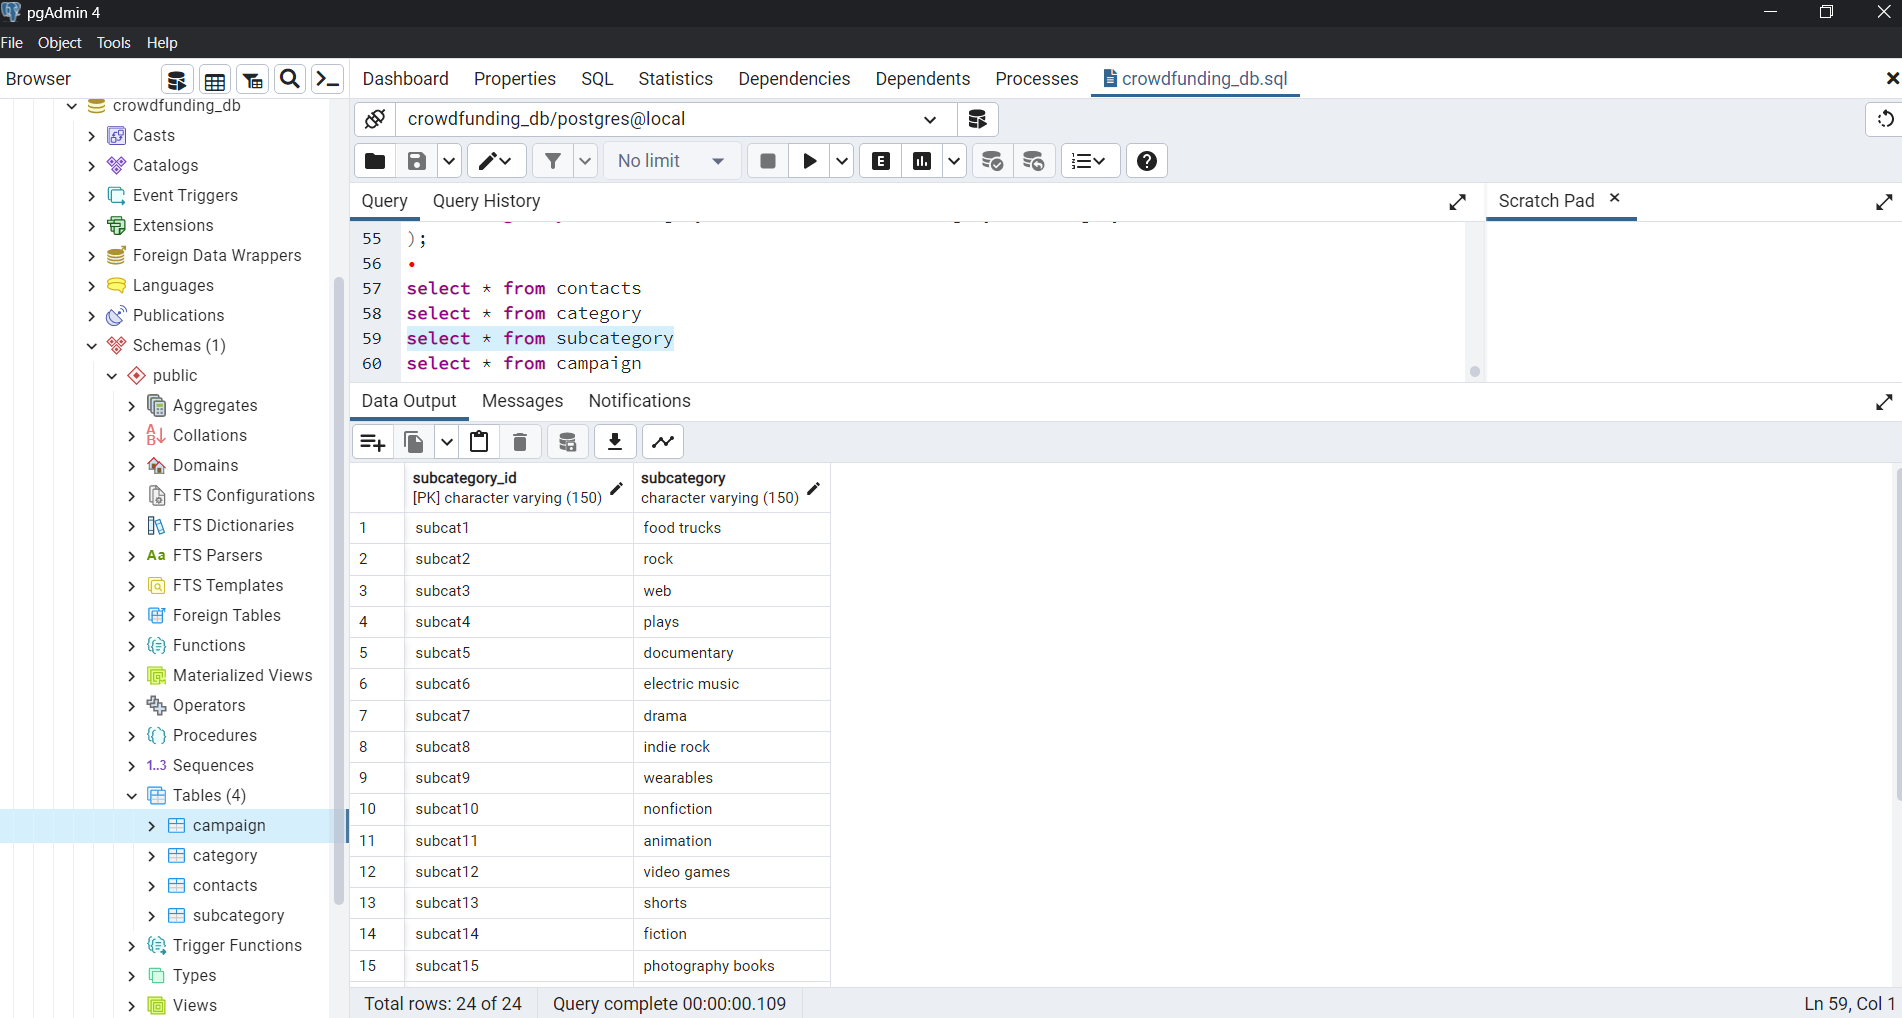 pgAdmin 4
File Object Tools Help
Browser
Dashboard Properties SQL Statistics Dependencies Dependents Processes crowdfunding_db.sql
crowdfunding_db
Casts
Catalogs
Event Triggers
Extensions
Foreign Data Wrappers
Languages
Publications
Schemas (1)
public
Aggregates
Collations
Domains
FTS Configurations
FTS Dictionaries
Aa FTS Parsers
FTS Templates
Foreign Tables
Functions
Materialized Views
Operators
Procedures
1..3 Sequences
Tables (4)
campaign
category
contacts
subcategory
Trigger Functions
Types
Views
crowdfunding_db/postgres@local
No limit
E
Query Query History
Scratch Pad
55 );
56
57 select * from contacts
58 select * from category
59 select * from subcategory
60 select * from campaign
Data Output Messages Notifications
subcategory_id subcategory
[PK] character varying (150) character varying (150)
1 subcat1 food trucks
2 subcat2 rock
3 subcat3 web
4 subcat4 plays
5 subcat5 documentary
6 subcat6 electric music
7 subcat7 drama
8 subcat8 indie rock
9 subcat9 wearables
10 subcat10 nonfiction
11 subcat11 animation
12 subcat12 video games
13 subcat13 shorts
14 subcat14 fiction
15 subcat15 photography books
Total rows: 24 of 24 Query complete 00:00:00.109 Ln 59, Col 1